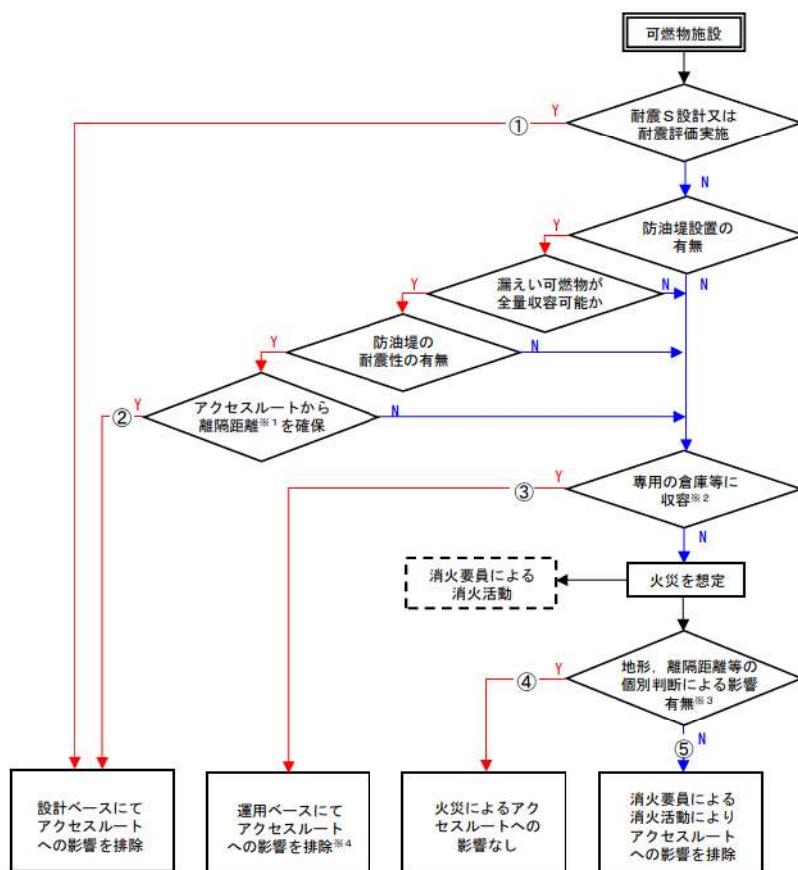 可燃物施設
Y
①
耐震S設計又は
耐震評価実施
N
防油堤設置の
有無
Y
N
漏えい可燃物が
全量収容可能か
Y
N
防油堤の
耐震性の有無
Y
N
アクセスルートから
離隔距離※1を確保
Y
②
N
専用の倉庫等に
収容※2
Y
③
N
消火要員による
消火活動
火災を想定
地形,離隔距離等の
個別判断による影響
有無※3
Y
④
⑤
N
設計ベースにて
アクセスルート
への影響を排除
運用ベースにて
アクセスルート
への影響を排除※4
火災によるアク
セスルートへの
影響なし
消火要員による
消火活動により
アクセスルート
への影響を排除